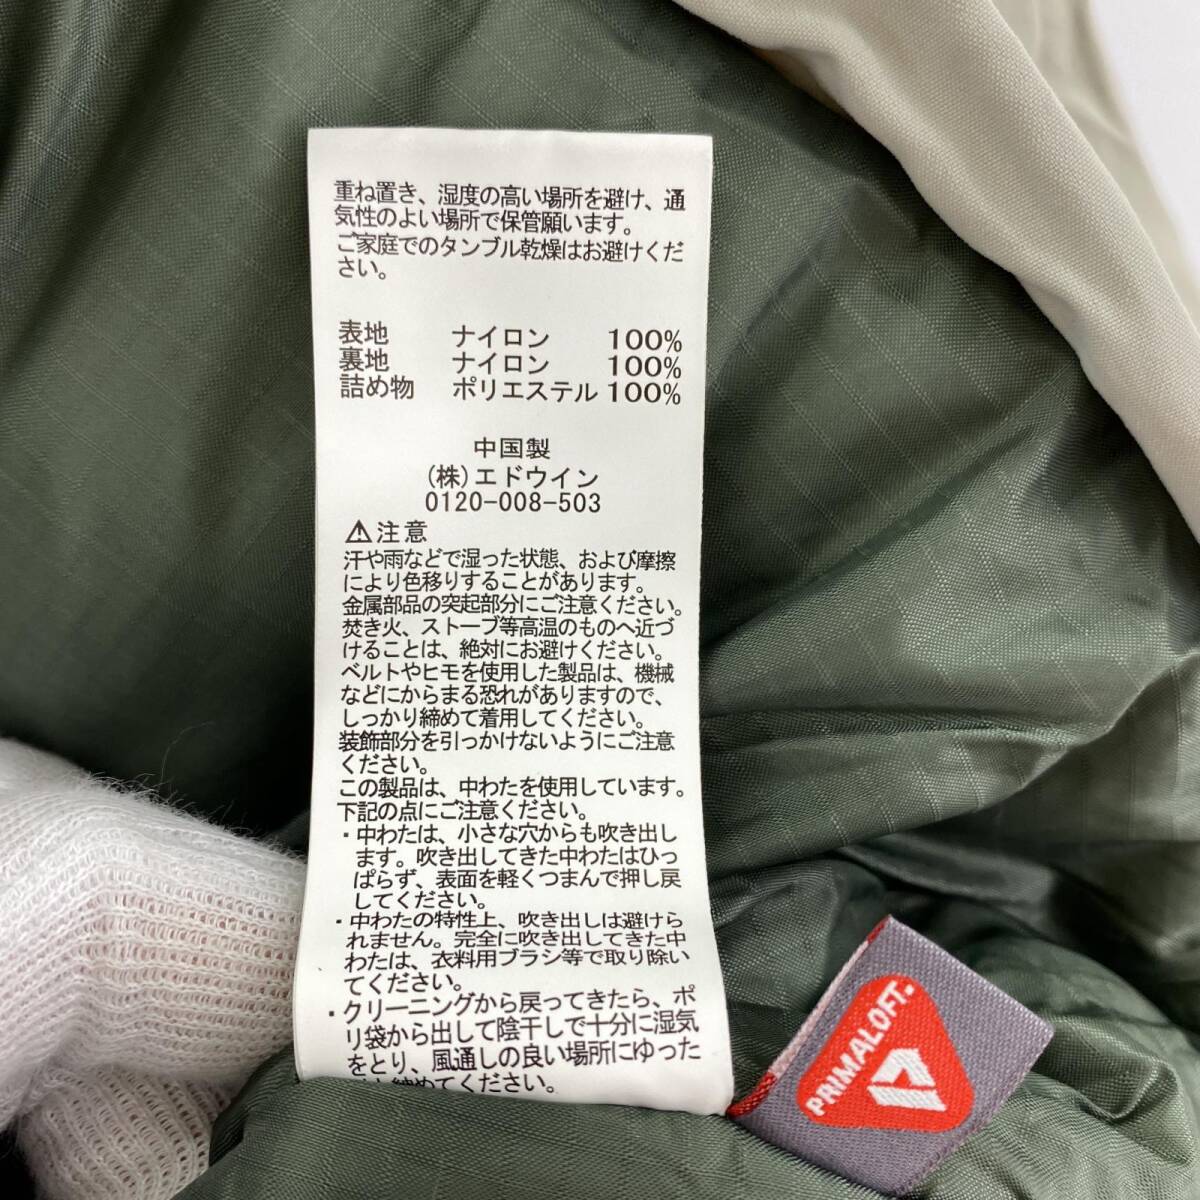 重ね置き、湿度の高い場所を避け、通
気性のよい場所で保管願います。
ご家庭でのタンブル乾燥はお避けくだ
さい。
表地 ナイロン 100%
裏地 ナイロン 100%
詰め物 ポリエステル 100%
中国製
(株)エドウイン
0120-008-503
⚠注意
汗や雨などで湿った状態、および摩擦
により色移りすることがあります。
金属部品の突起部分にご注意ください。
焚き火、ストーブ等高温のものへ近づ
けることは、絶対にお避けください。
ベルトやヒモを使用した製品は、機械
などにからまる恐れがありますので、
しっかり締めて着用してください。
装飾部分を引っかけないようにご注意
ください。
この製品は、中わたを使用しています。
下記の点にご注意ください。
・中わたは、小さな穴からも吹き出し
ます。吹き出してきた中わたはひっ
ぱらず、表面を軽くつまんで押し戻
してください。
・中わたの特性上、吹き出しは避けら
れません。完全に吹き出してきた中
わたは、衣料用ブラシ等で取り除い
てください。
・クリーニングから戻ってきたら、ポ
リ袋から出して陰干しで十分に湿気
をとり、風通しの良い場所にゆった
納めてください。
PRIMALOFT.